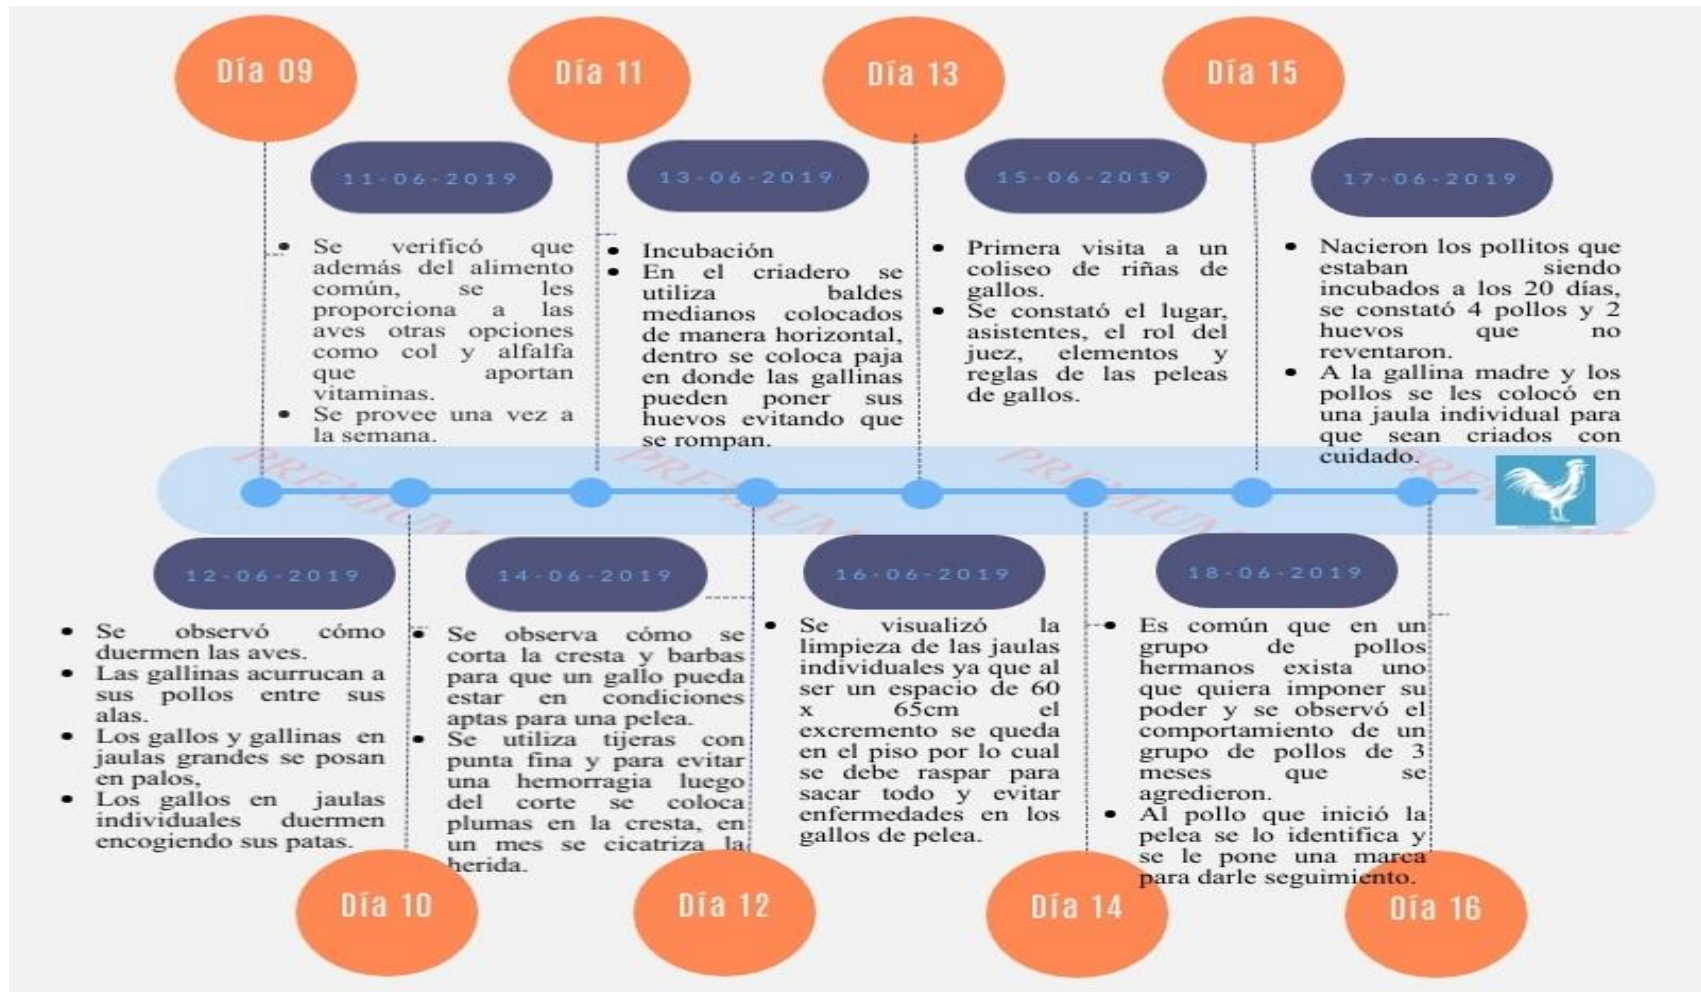 Día 09
11-06-2019
• Se verificó que
además del alimento
común, se les
proporciona a las
aves otras opciones
como col y alfalfa
que aportan
vitaminas.
• Se provee una vez a
la semana.
Día 11
13-06-2019
• Incubación
• En el criadero se
utiliza baldes
medianos colocados
de manera horizontal,
dentro se coloca paja
en donde las gallinas
pueden poner sus
huevos evitando que
se rompan.
Día 13
15-06-2019
• Primera visita a un
coliseo de riñas de
gallos.
• Se constató el lugar,
asistentes, el rol del
juez, elementos y
reglas de las peleas
de gallos.
Día 15
17-06-2019
• Nacieron los pollitos que
estaban siendo
incubados a los 20 días,
se constató 4 pollos y 2
huevos que no
reventaron.
• A la gallina madre y los
pollos se les colocó en
una jaula individual para
que sean criados con
cuidado.
PREMIUM
PREMIUM
PREMIUM
12-06-2019
• Se observó cómo
duermen las aves.
• Las gallinas acurrucan a
sus pollos entre sus
alas.
• Los gallos y gallinas en
jaulas grandes se posan
en palos,
• Los gallos en jaulas
individuales duermen
encogiendo sus patas.
Día 10
14-06-2019
• Se observa cómo se
corta la cresta y barbas
para que un gallo pueda
estar en condiciones
aptas para una pelea.
• Se utiliza tijeras con
punta fina y para evitar
una hemorragia luego
del corte se coloca
plumas en la cresta, en
un mes se cicatriza la
herida.
Día 12
16-06-2019
• Se visualizó la
limpieza de las jaulas
individuales ya que al
ser un espacio de 60
x 65cm el
excremento se queda
en el piso por lo cual
se debe raspar para
sacar todo y evitar
enfermedades en los
gallos de pelea.
Día 14
18-06-2019
• Es común que en un
grupo de pollos
hermanos exista uno
que quiera imponer su
poder y se observó el
comportamiento de un
grupo de pollos de 3
meses que se
agredieron.
• Al pollo que inició la
pelea se lo identifica y
se le pone una marca
para darle seguimiento.
Día 16